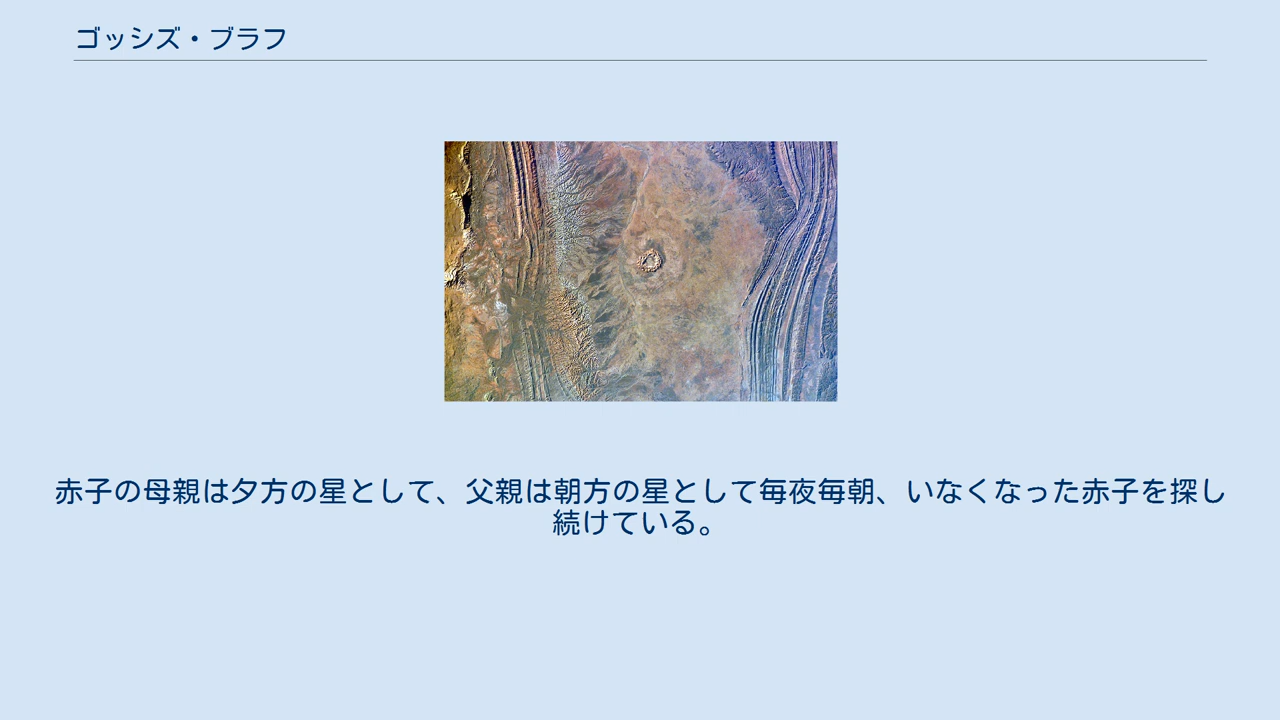 ゴッシズ・ブラフ
赤子の母親は夕方の星として、父親は朝方の星として毎夜毎朝、いなくなった赤子を探し
続けている。